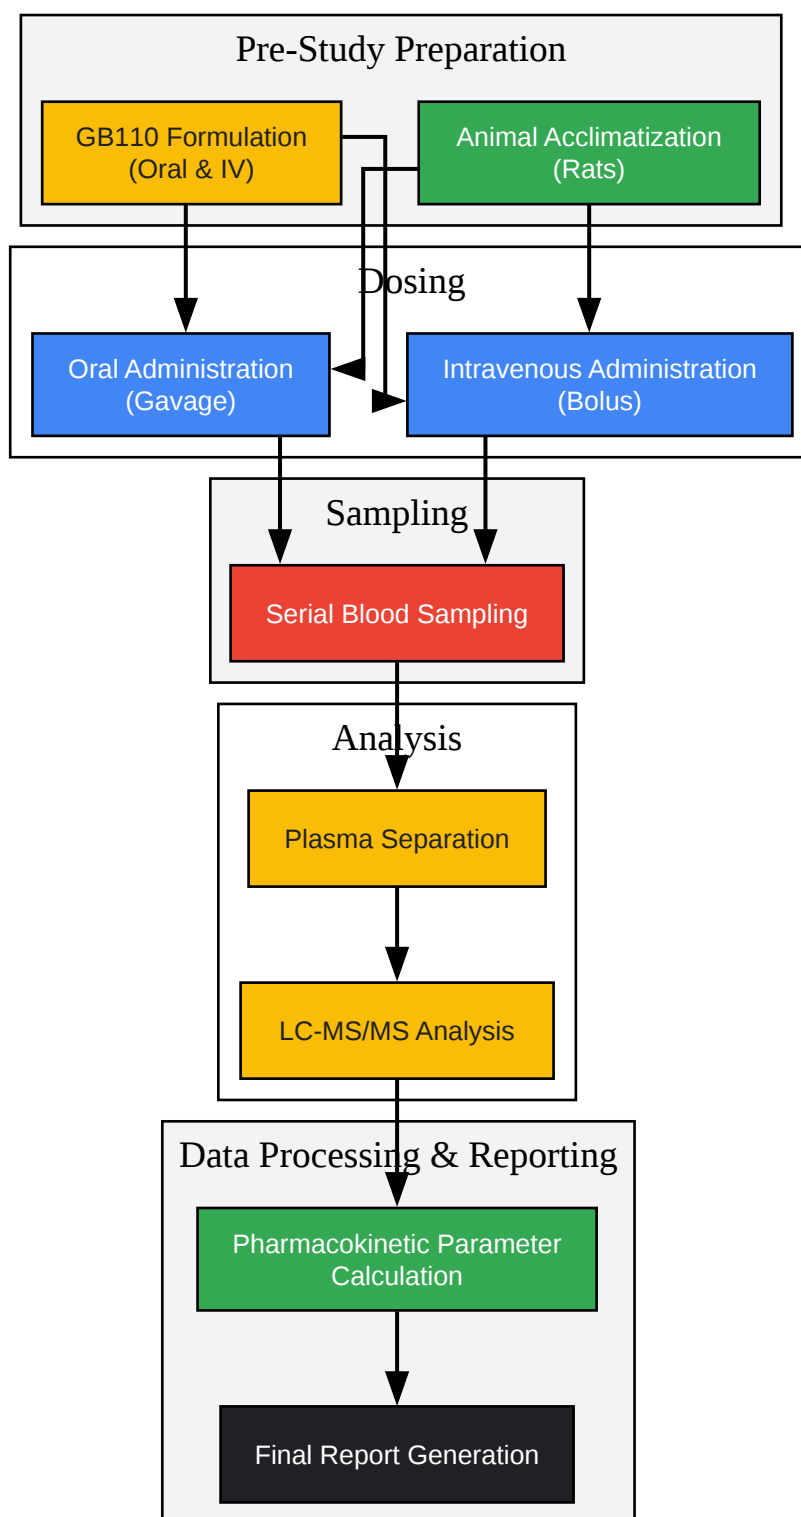 Pre-Study Preparation
GB110 Formulation
(Oral & IV)
Animal Acclimatization
(Rats)
Dosing
Oral Administration
(Gavage)
Intravenous Administration
(Bolus)
Sampling
Serial Blood Sampling
Analysis
Plasma Separation
LC-MS/MS Analysis
Data Processing & Reporting
Pharmacokinetic Parameter
Calculation
Final Report Generation